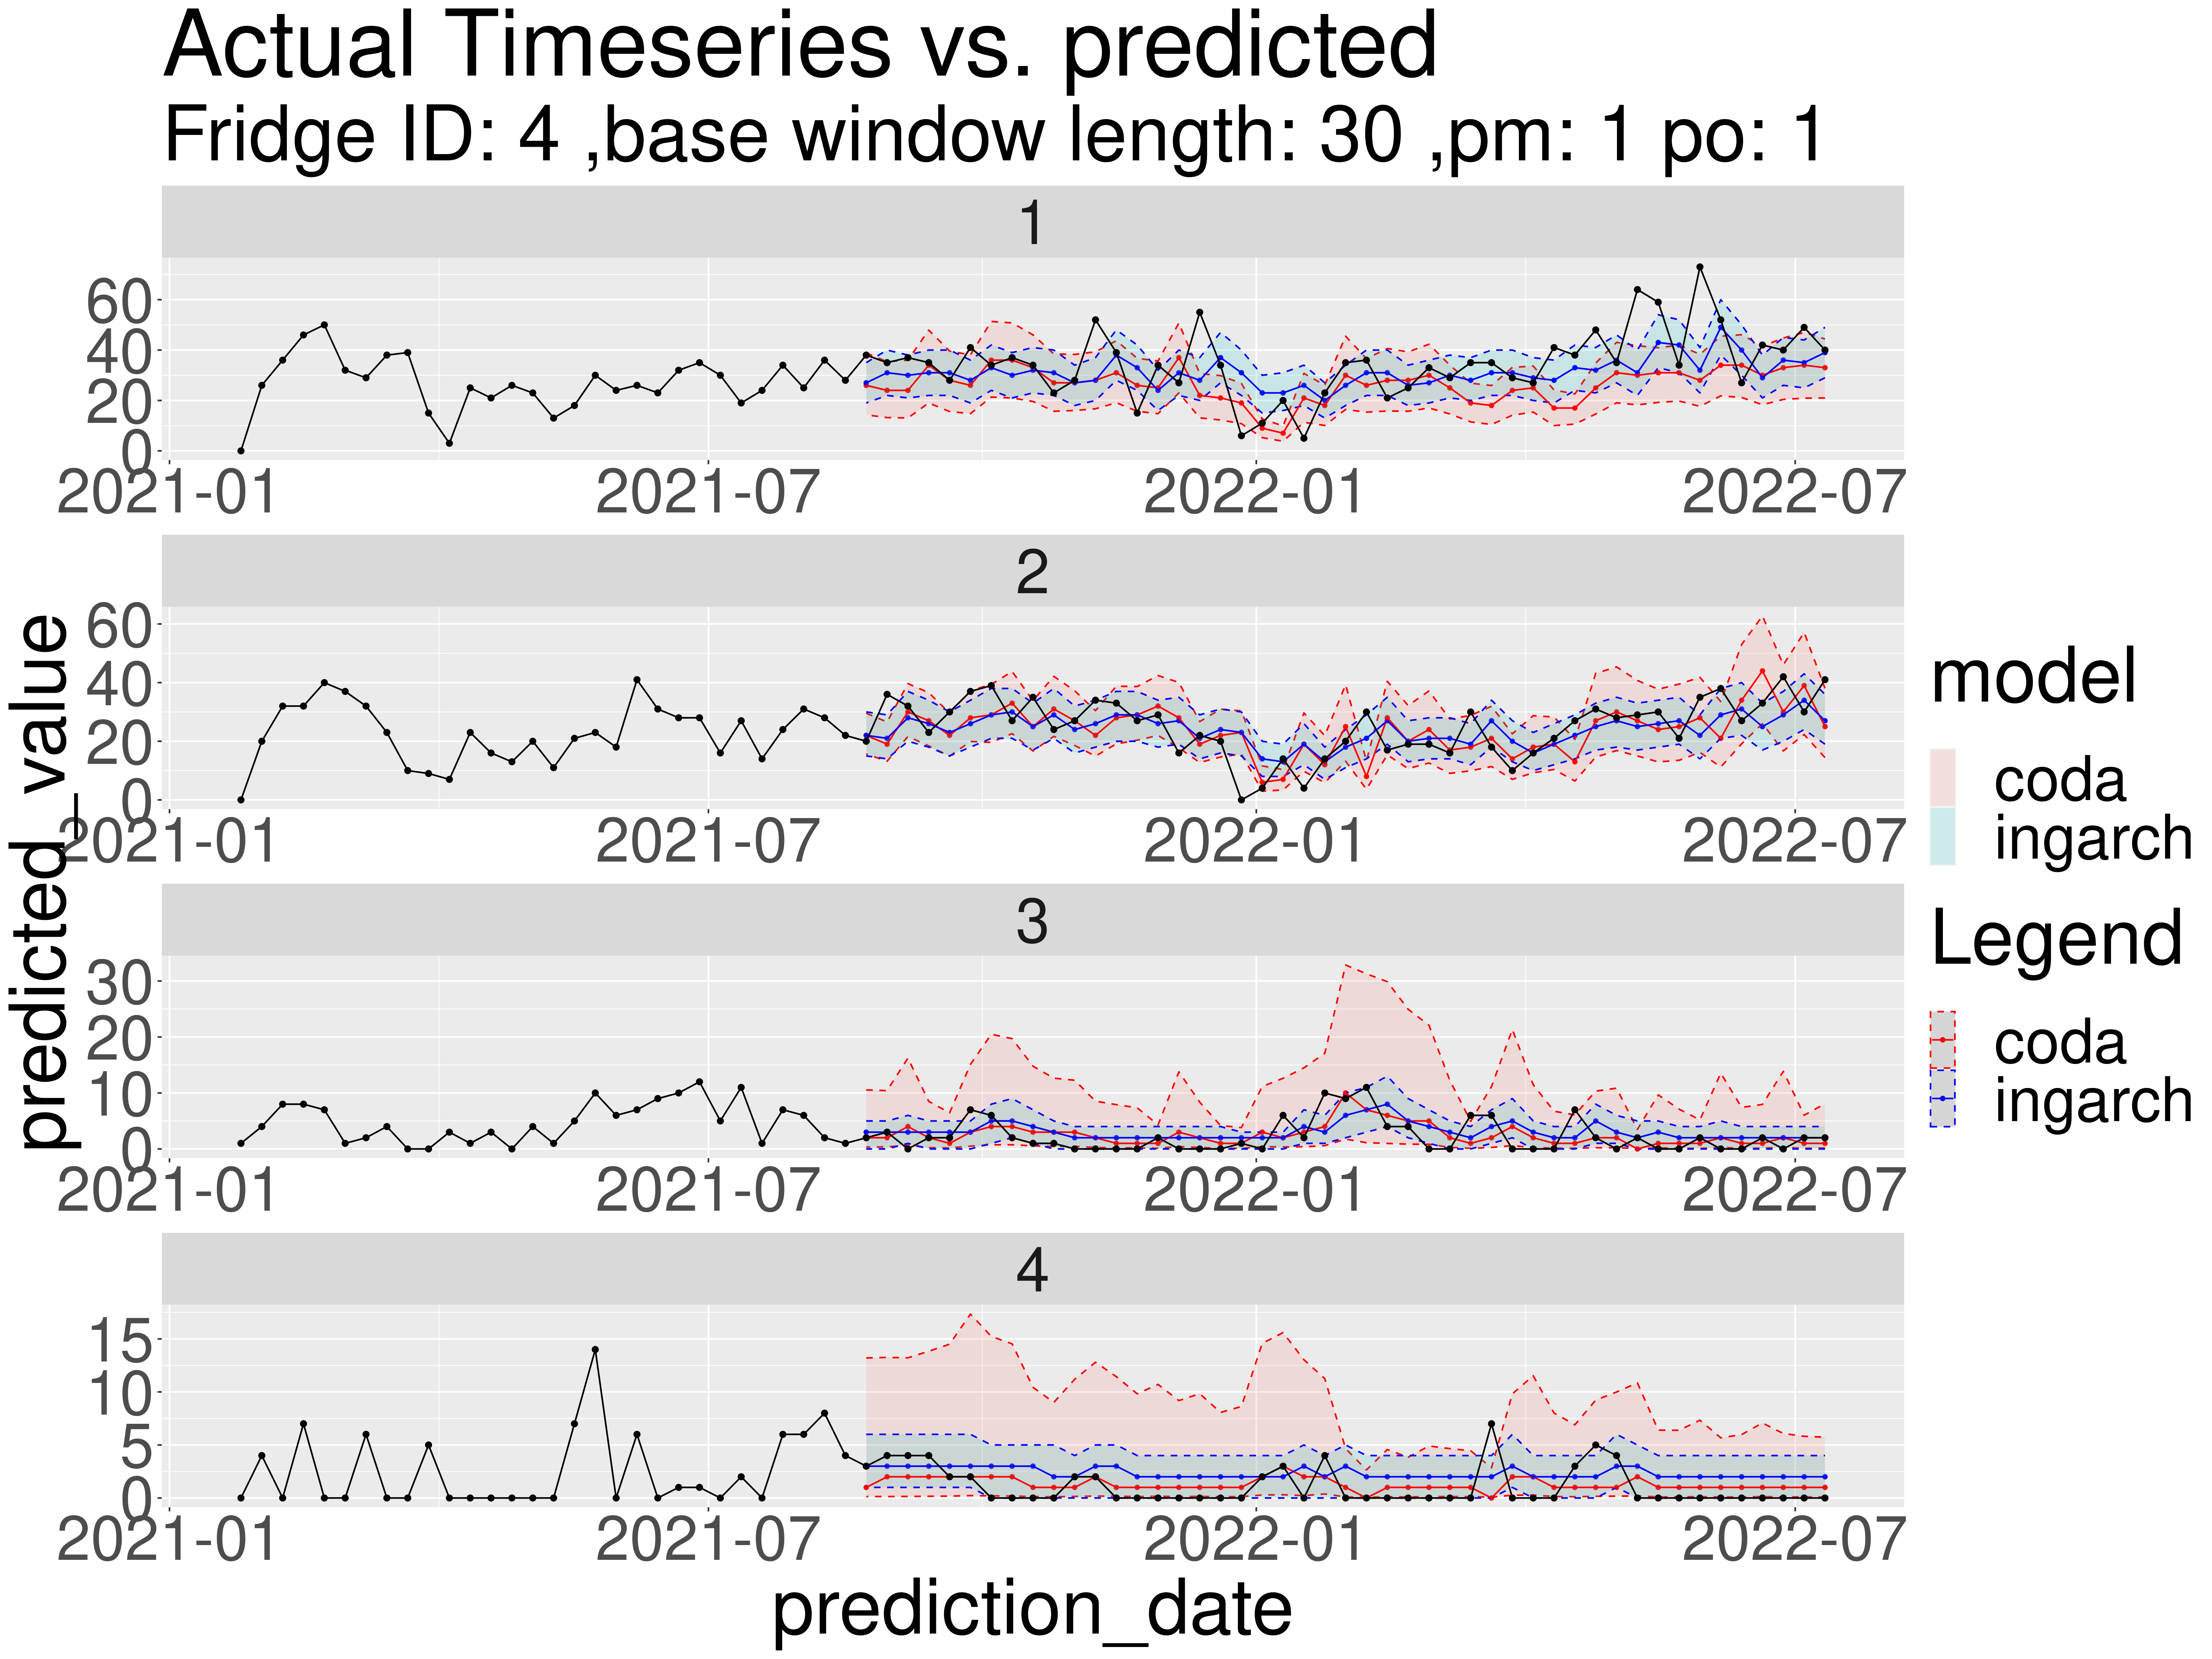 Actual Timeseries vs. predicted
Fridge ID: 4 ,base window length: 30 ,pm: 1 po: 1
predicted_value
1
60
40
20
0
2021-01 2021-07 2022-01 2022-07
2
60
40
20
0
2021-01 2021-07 2022-01 2022-07
3
30
20
10
0
2021-01 2021-07 2022-01 2022-07
4
15
10
5
0
2021-01 2021-07 2022-01 2022-07
prediction_date
model
coda
ingarch
Legend
coda
ingarch